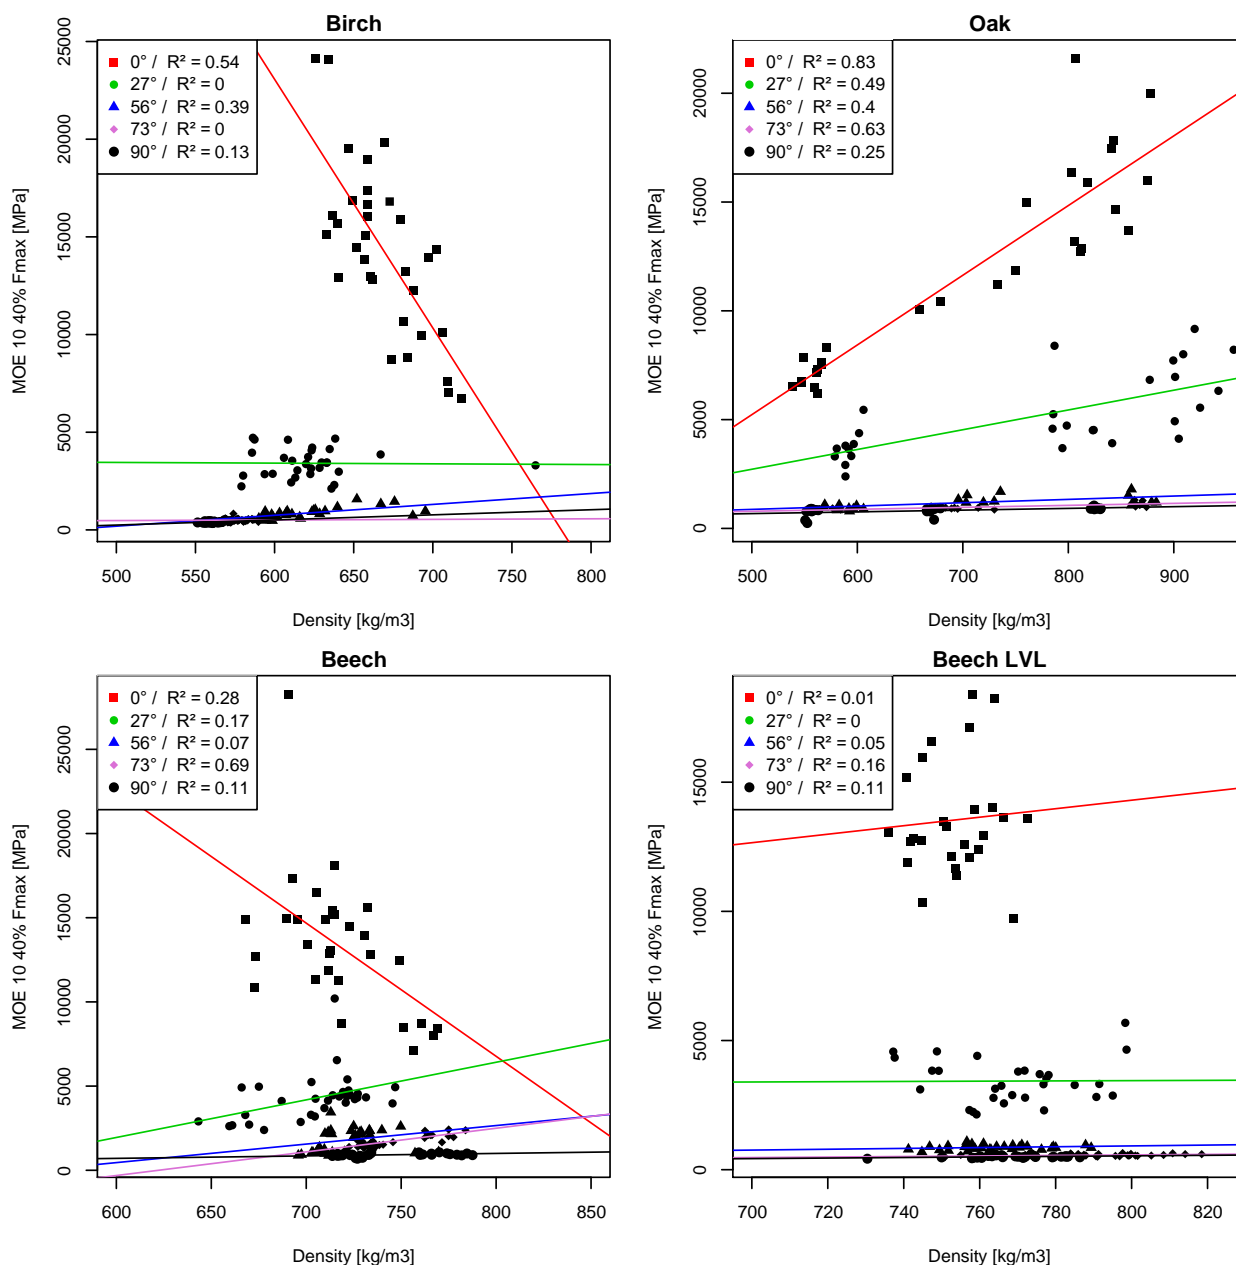 Birch
25000
20000
15000
10000
5000
0
MOE 10 40% Fmax [MPa]
0° / R² = 0.54
27° / R² = 0
56° / R² = 0.39
73° / R² = 0
90° / R² = 0.13
500 550 600 650 700 750 800
Density [kg/m3]
Oak
20000
15000
10000
5000
0
MOE 10 40% Fmax [MPa]
0° / R² = 0.83
27° / R² = 0.49
56° / R² = 0.4
73° / R² = 0.63
90° / R² = 0.25
500 600 700 800 900
Density [kg/m3]
Beech
25000
20000
15000
10000
5000
0
MOE 10 40% Fmax [MPa]
0° / R² = 0.28
27° / R² = 0.17
56° / R² = 0.07
73° / R² = 0.69
90° / R² = 0.11
600 650 700 750 800 850
Density [kg/m3]
Beech LVL
15000
10000
5000
0
MOE 10 40% Fmax [MPa]
0° / R² = 0.01
27° / R² = 0
56° / R² = 0.05
73° / R² = 0.16
90° / R² = 0.11
700 720 740 760 780 800 820
Density [kg/m3]